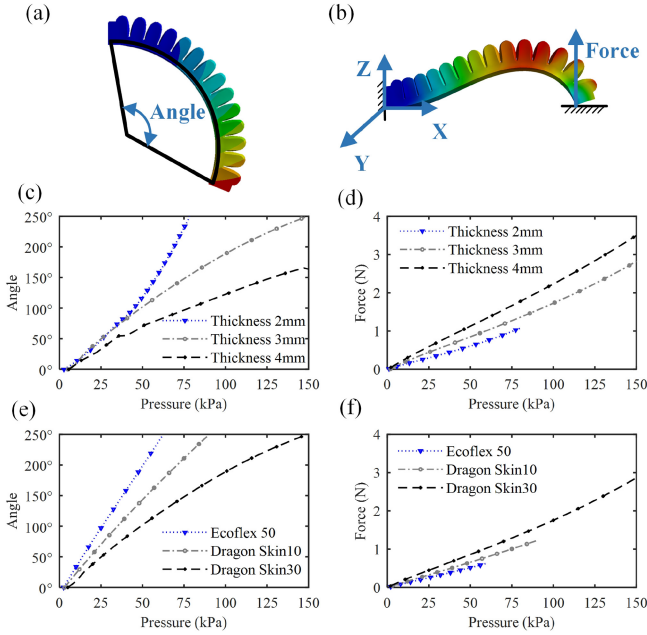 (a)
Angle
(b)
Force
Z
X
Y
(c)
250°
200°
150°
100°
50°
0°
Angle
Thickness 2mm
Thickness 3mm
Thickness 4mm
0 25 50 75 100 125 150
Pressure (kPa)
(d)
4
3
2
1
0
Force (N)
Thickness 2mm
Thickness 3mm
Thickness 4mm
0 25 50 75 100 125 150
Pressure (kPa)
(e)
250°
200°
150°
100°
50°
0°
Angle
Ecoflex 50
Dragon Skin10
Dragon Skin30
0 25 50 75 100 125 150
Pressure (kPa)
(f)
4
3
2
1
0
Force (N)
Ecoflex 50
Dragon Skin10
Dragon Skin30
0 25 50 75 100 125 150
Pressure (kPa)